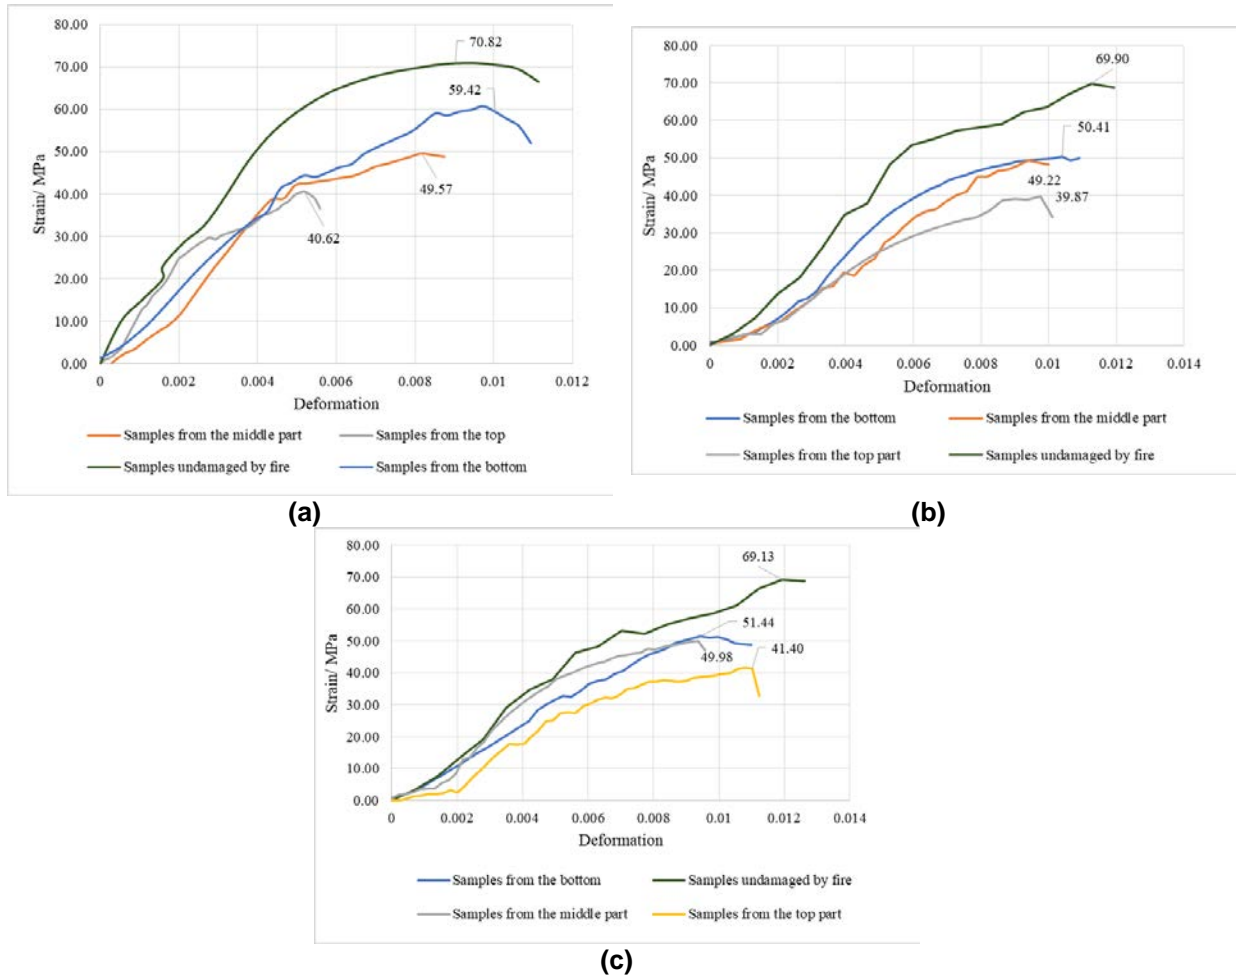 80.00
70.00
60.00
50.00
40.00
30.00
20.00
10.00
0.00
Strain/ MPa
70.82
59.42
49.57
40.62
0 0.002 0.004 0.006 0.008 0.01 0.012
Deformation
Samples from the middle part Samples from the top
Samples undamaged by fire Samples from the bottom
(a)
80.00
70.00
60.00
50.00
40.00
30.00
20.00
10.00
0.00
Strain/ MPa
69.90
50.41
49.22
39.87
0 0.002 0.004 0.006 0.008 0.01 0.012 0.014
Deformation
Samples from the bottom Samples from the middle part
Samples from the top part Samples undamaged by fire
(b)
80.00
70.00
60.00
50.00
40.00
30.00
20.00
10.00
0.00
Strain/ MPa
69.13
51.44
49.98
41.40
0 0.002 0.004 0.006 0.008 0.01 0.012 0.014
Deformation
Samples from the bottom Samples undamaged by fire
Samples from the middle part Samples from the top part
(c)